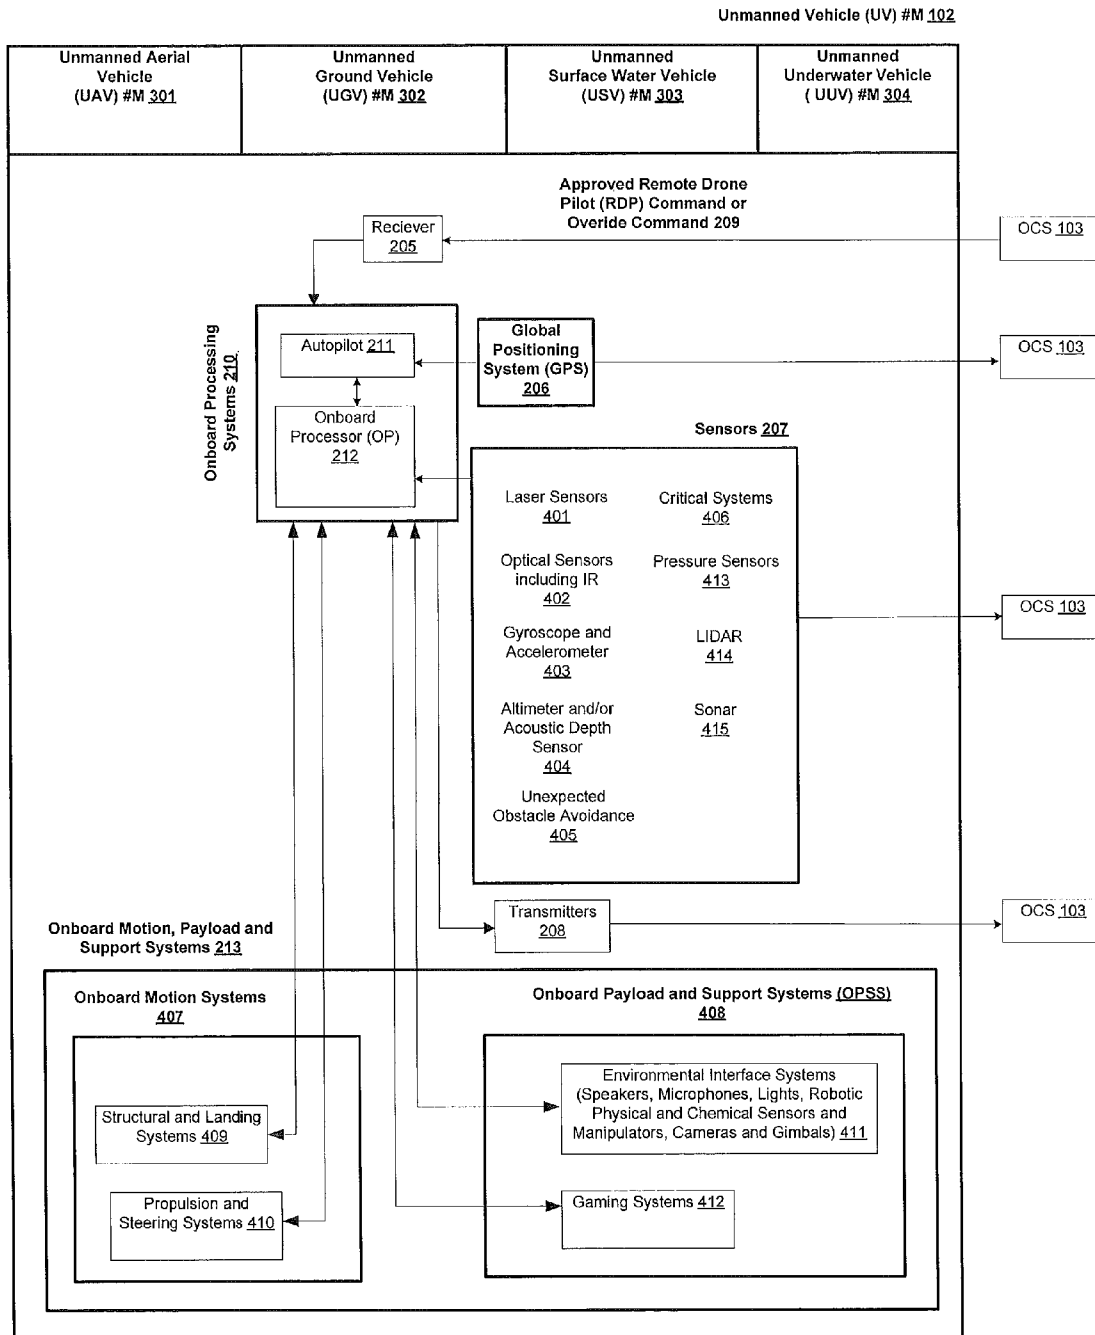 Unmanned Vehicle (UV) #M 102
Unmanned Aerial
Vehicle
(UAV) #M 301
Unmanned
Ground Vehicle
(UGV) #M 302
Unmanned
Surface Water Vehicle
(USV) #M 303
Unmanned
Underwater Vehicle
( UUV) #M 304
Approved Remote Drone
Pilot (RDP) Command or
Overide Command 209
Reciever
205
OCS 103
Onboard Processing
Systems 210
Autopilot 211
Global
Positioning
System (GPS)
206
OCS 103
Onboard
Processor (OP)
212
Sensors 207
Laser Sensors
401
Critical Systems
406
Optical Sensors
including IR
402
Pressure Sensors
413
OCS 103
Gyroscope and
Accelerometer
403
LIDAR
414
Altimeter and/or
Acoustic Depth
Sensor
404
Sonar
415
Unexpected
Obstacle Avoidance
405
Transmitters
208
OCS 103
Onboard Motion, Payload and
Support Systems 213
Onboard Motion Systems
407
Onboard Payload and Support Systems (OPSS)
408
Structural and Landing
Systems 409
Environmental Interface Systems
(Speakers, Microphones, Lights, Robotic
Physical and Chemical Sensors and
Manipulators, Cameras and Gimbals) 411
Propulsion and
Steering Systems 410
Gaming Systems 412